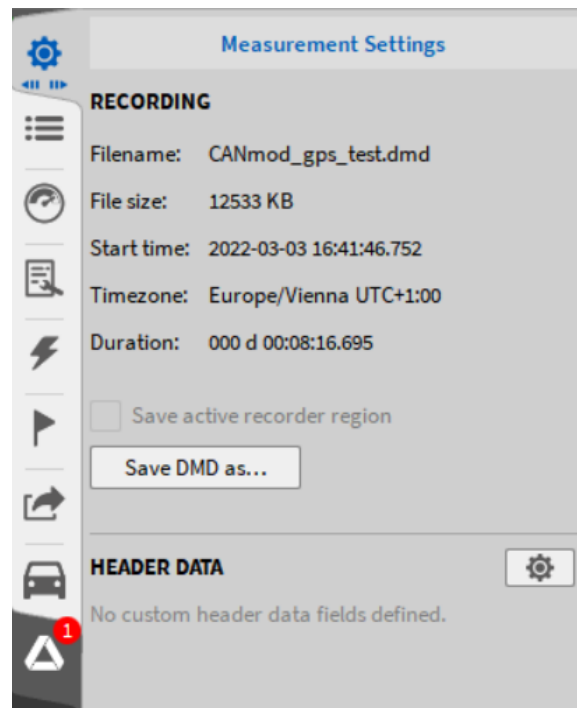 Measurement Settings
RECORDING
Filename: CANmod_gps_test.dmd
File size: 12533 KB
Start time: 2022-03-03 16:41:46.752
Timezone: Europe/Vienna UTC+1:00
Duration: 000 d 00:08:16.695
Save active recorder region
Save DMD as...
HEADER DATA
No custom header data fields defined.
1